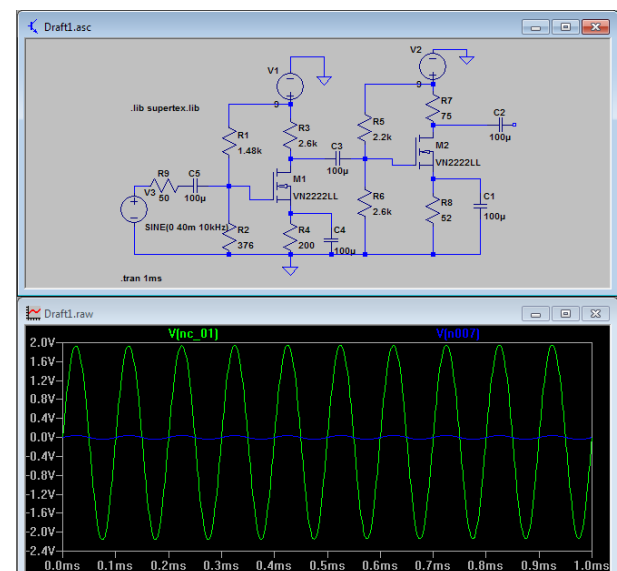 Draft1.asc
V2
V1
9
9
.lib supertex.lib
R7
75
C2
100µ
R1
1.48k
R3
2.6k
C3
100µ
R5
2.2k
M2
VN2222LL
R9
50
C5
100µ
M1
VN2222LL
V3
R6
2.6k
R8
52
C1
100µ
SINE(0 40m 10kHz)
R2
376
R4
200
C4
100µ
.tran 1ms
Draft1.raw
V(nc_01)
V(n007)
2.0V
1.6V
1.2V
0.8V
0.4V
0.0V
-0.4V
-0.8V
-1.2V
-1.6V
-2.0V
-2.4V
0.0ms 0.1ms 0.2ms 0.3ms 0.4ms 0.5ms 0.6ms 0.7ms 0.8ms 0.9ms 1.0ms